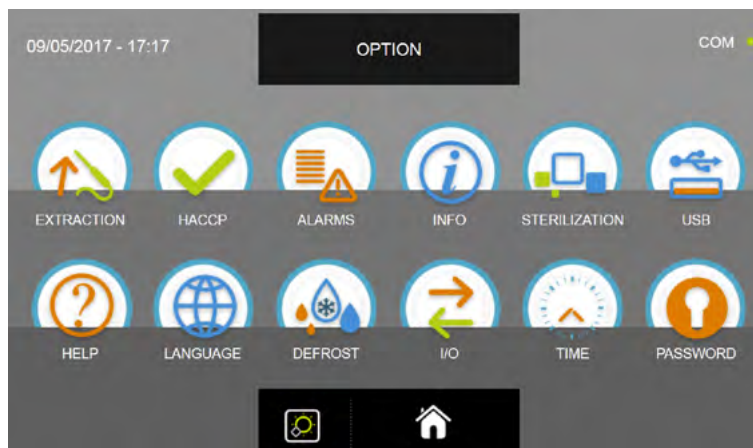 09/05/2017 - 17:17
OPTION
COM
EXTRACTION
HACCP
ALARMS
INFO
STERILIZATION
USB
HELP
LANGUAGE
DEFROST
I/O
TIME
PASSWORD